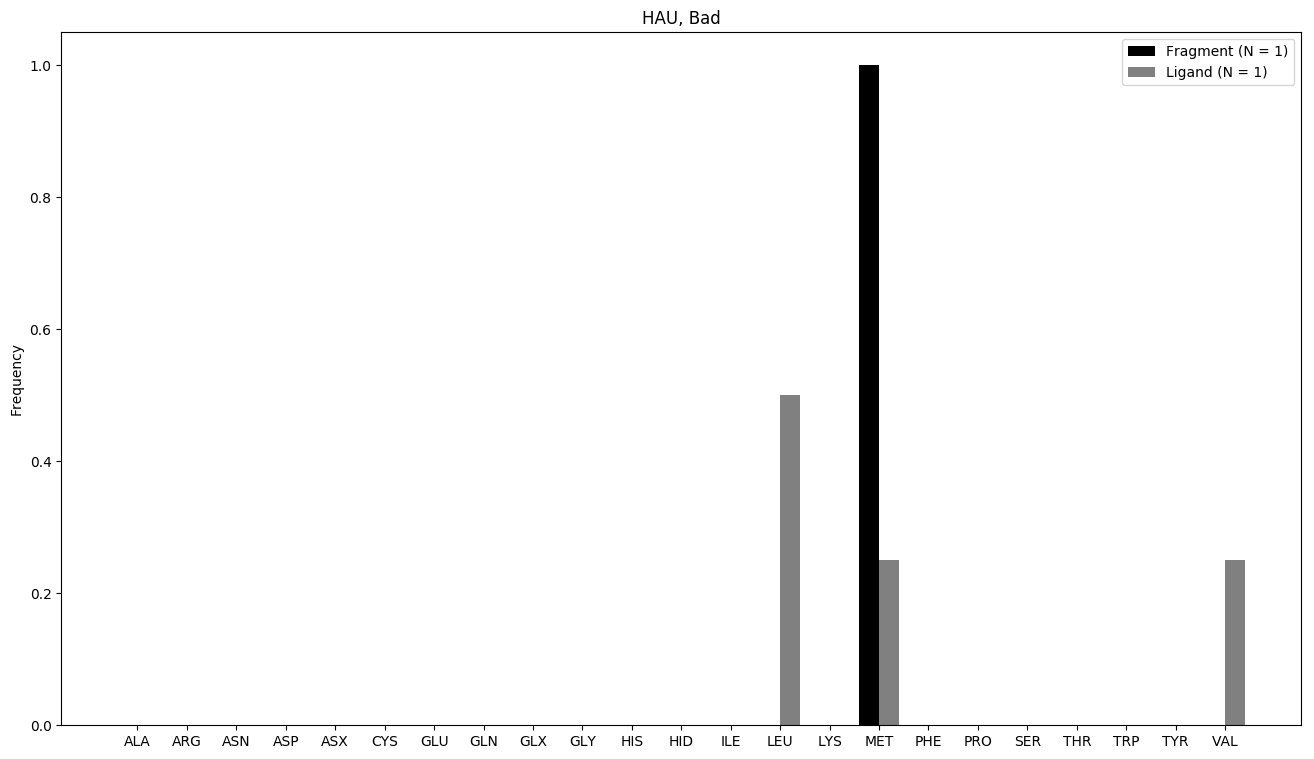 HAU, Bad
Fragment (N = 1)
Ligand (N = 1)
Frequency
1.0
0.8
0.6
0.4
0.2
0.0
ALA ARG ASN ASP ASX CYS GLU GLN GLX GLY HIS HID ILE LEU LYS MET PHE PRO SER THR TRP TYR VAL